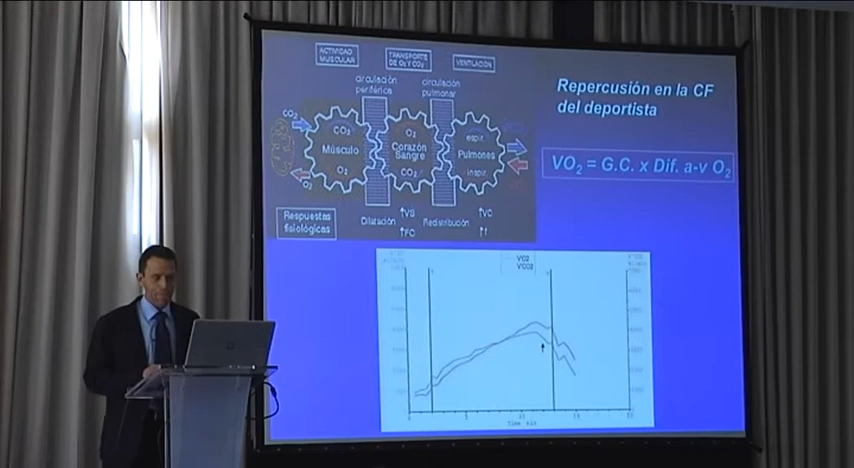 ACTIVIDAD
MUSCULAR
TRANSPORTE
DE O₂ Y CO₂
VENTILACIÓN
circulación
periférica
circulación
pulmonar
CO₂
O₂
CO₂
Músculo
O₂
O₂
Corazón
Sangre
CO₂
espir.
Pulmones
inspir.
Respuestas
fisiológicas
Dilatación
↑VS
↑FC
Redistribución
↑VC
↑f
Repercusión en la CF
del deportista
VO₂ = G.C. x Dif. a-v O₂
VO2
VCO2